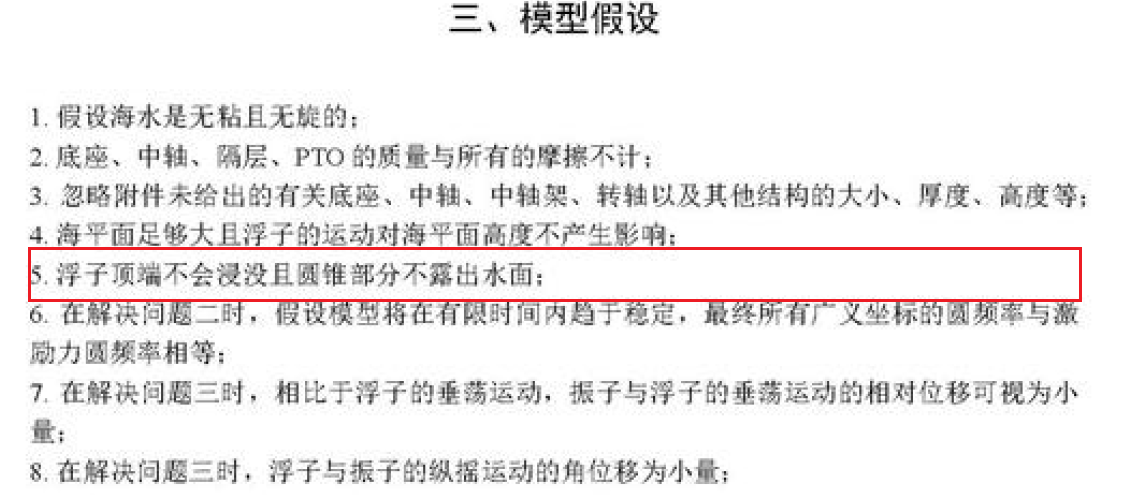 三、模型假设
1. 假设海水是无粘且无旋的;
2. 底座、中轴、隔层、PTO 的质量与所有的摩擦不计;
3. 忽略附件未给出的有关底座、中轴、中轴架、转轴以及其他结构的大小、厚度、高度等;
4. 海平面足够大且浮子的运动对海平面高度不产生影响;
5. 浮子顶端不会浸没且圆锥部分不露出水面;
6. 在解决问题二时，假设模型将在有限时间内趋于稳定，最终所有广义坐标的圆频率与激
励力圆频率相等;
7. 在解决问题三时，相比于浮子的垂荡运动，振子与浮子的垂荡运动的相对位移可视为小
量;
8. 在解决问题三时，浮子与振子的纵摇运动的角位移为小量;